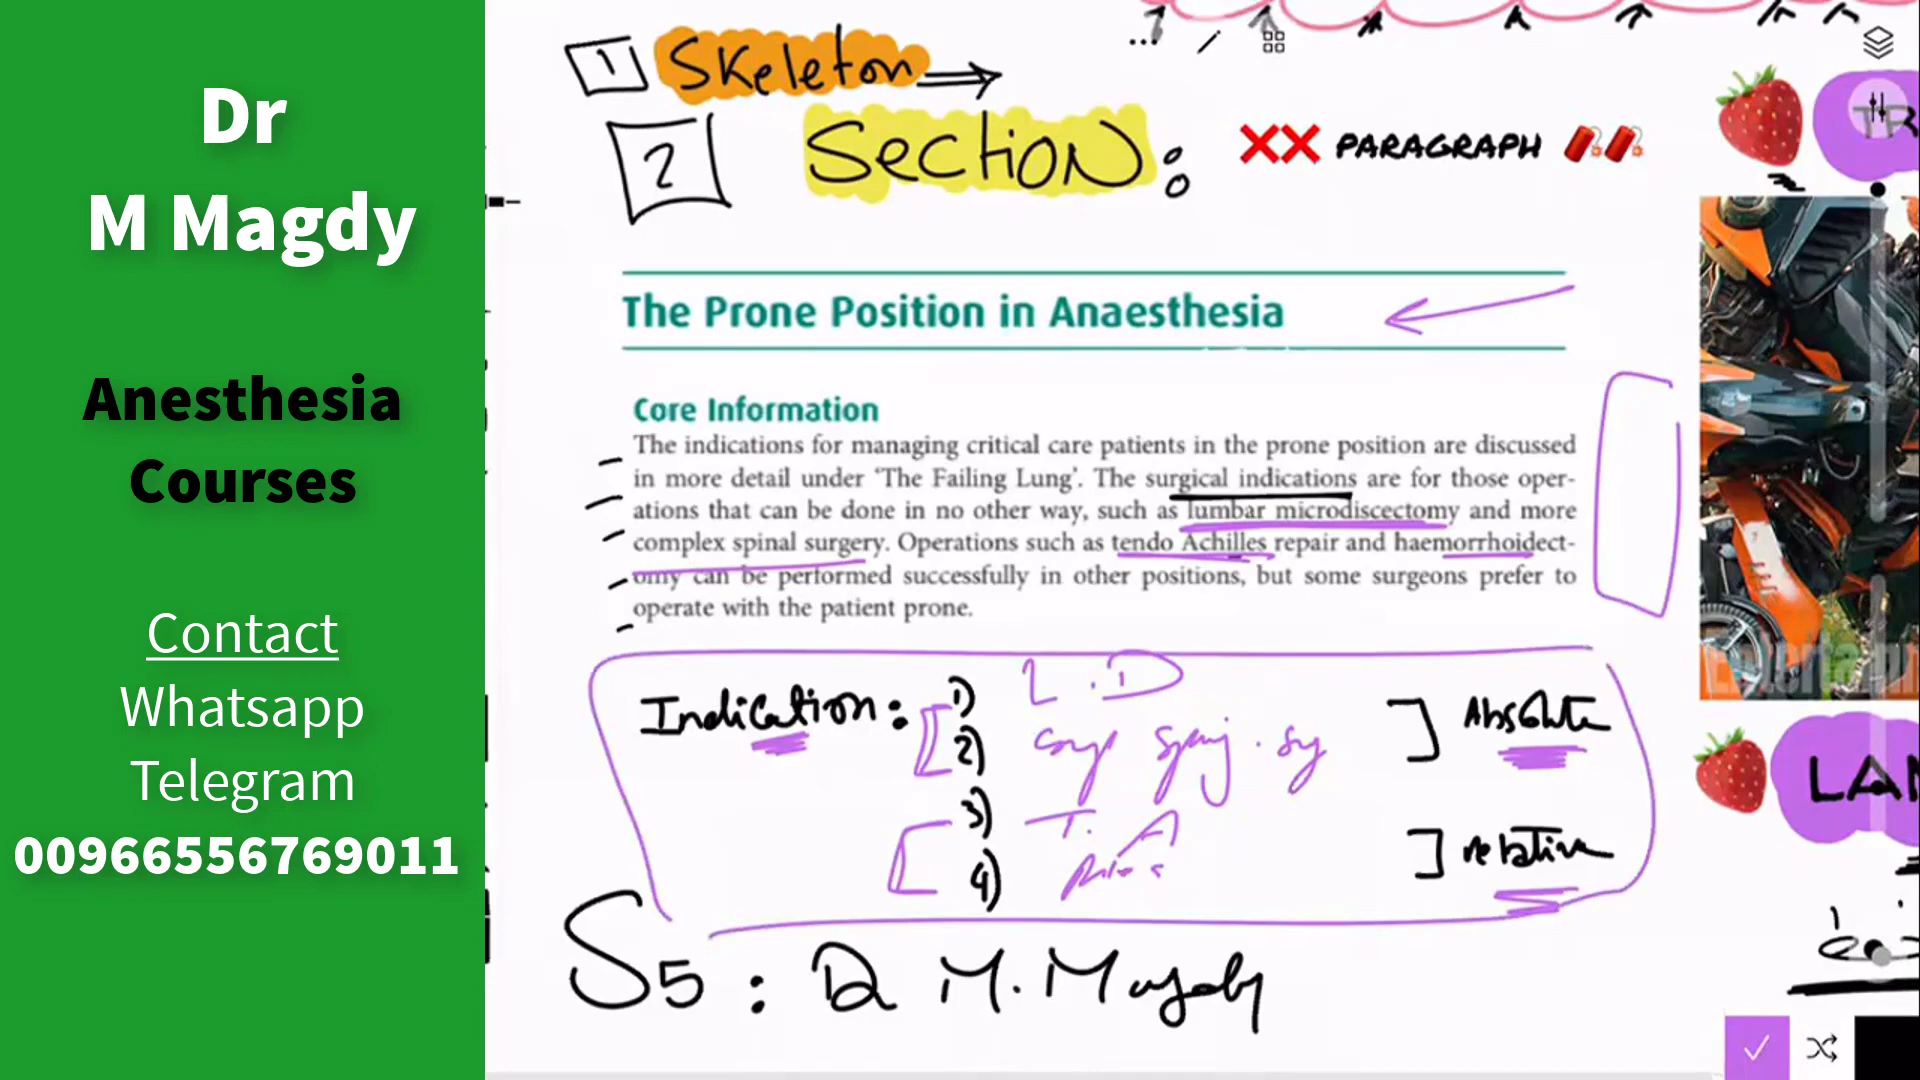 Dr
M Magdy
Anesthesia
Courses
Contact
Whatsapp
Telegram
00966556769011
1 Skeleton
2 Section:
PARAGRAPH
TR
The Prone Position in Anaesthesia
Core Information
The indications for managing critical care patients in the prone position are discussed
in more detail under ‘The Failing Lung’. The surgical indications are for those oper-
ations that can be done in no other way, such as lumbar microdiscectomy and more
complex spinal surgery. Operations such as tendo Achilles repair and haemorrhoidect-
omy can be performed successfully in other positions, but some surgeons prefer to
operate with the patient prone.
Indication: 1) L.D
2) Absolute
3) T. A
4) relative
LAN
S5: DR M. Magdy